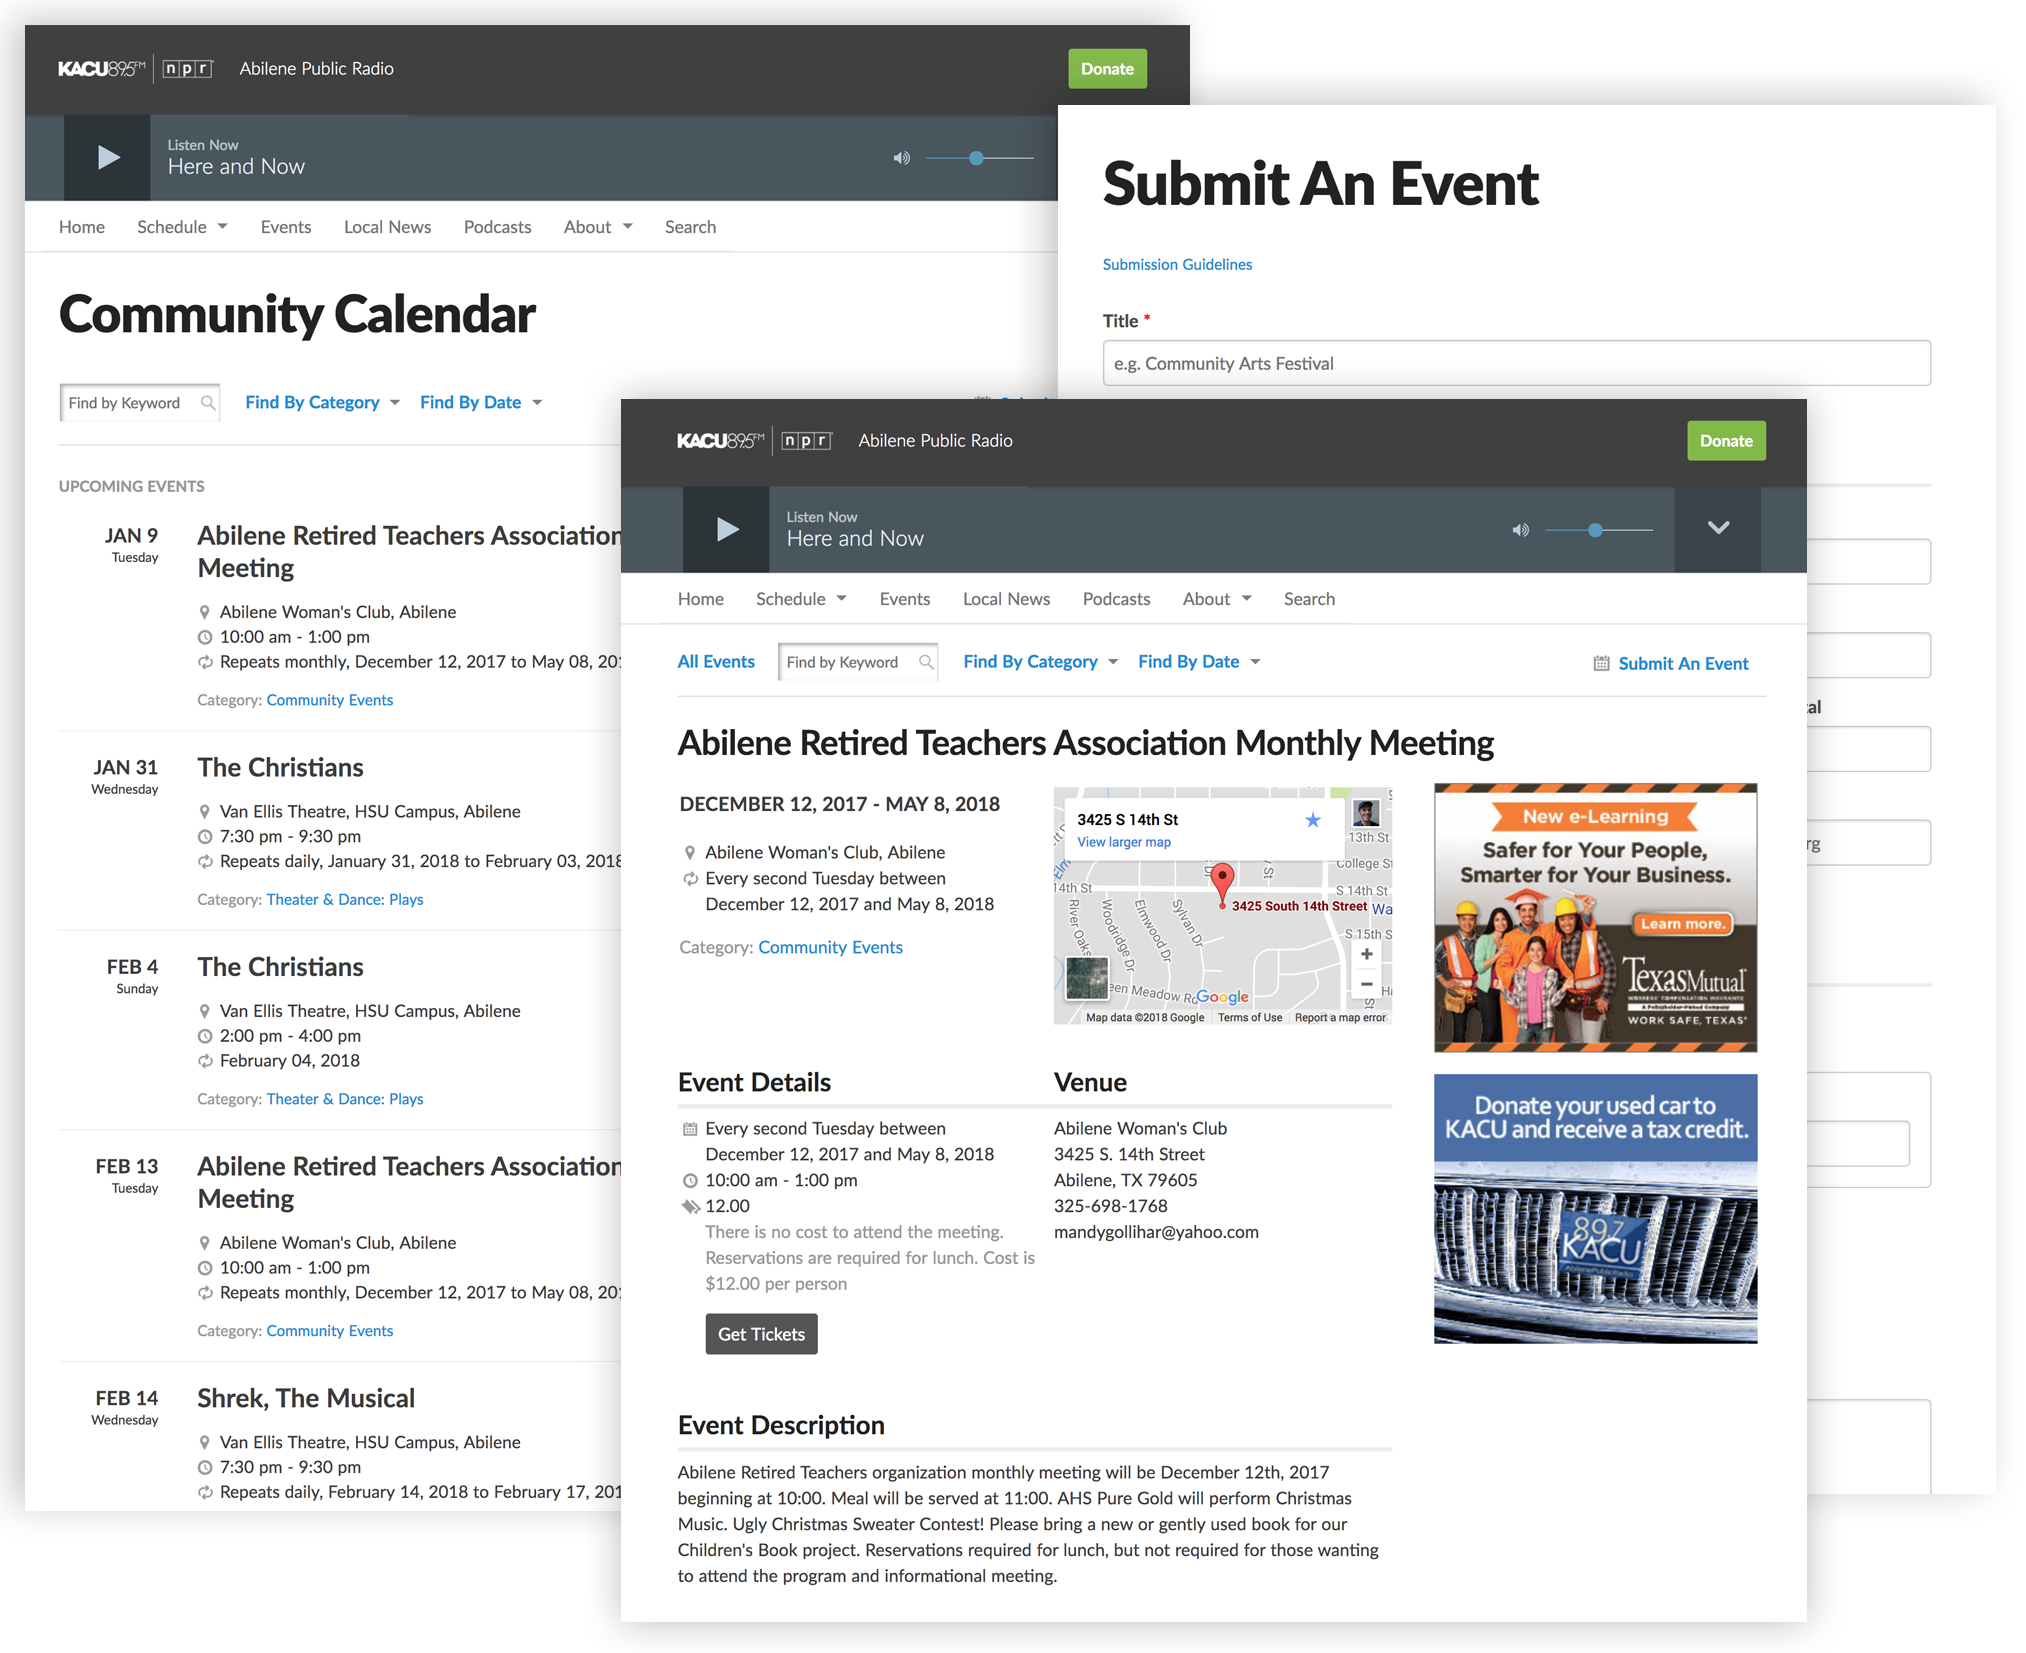 KACU 89.5 FM npr Abilene Public Radio
Donate
Listen Now
Here and Now
Home Schedule Events Local News Podcasts About Search
Community Calendar
Find by Keyword Find By Category Find By Date
UPCOMING EVENTS
JAN 9
Tuesday
Abilene Retired Teachers Association
Meeting
Abilene Woman's Club, Abilene
10:00 am - 1:00 pm
Repeats monthly, December 12, 2017 to May 08, 201
Category: Community Events
JAN 31
Wednesday
The Christians
Van Ellis Theatre, HSU Campus, Abilene
7:30 pm - 9:30 pm
Repeats daily, January 31, 2018 to February 03, 2018
Category: Theater & Dance: Plays
FEB 4
Sunday
The Christians
Van Ellis Theatre, HSU Campus, Abilene
2:00 pm - 4:00 pm
February 04, 2018
Category: Theater & Dance: Plays
FEB 13
Tuesday
Abilene Retired Teachers Association
Meeting
Abilene Woman's Club, Abilene
10:00 am - 1:00 pm
Repeats monthly, December 12, 2017 to May 08, 201
Category: Community Events
FEB 14
Wednesday
Shrek, The Musical
Van Ellis Theatre, HSU Campus, Abilene
7:30 pm - 9:30 pm
Repeats daily, February 14, 2018 to February 17, 201
Submit An Event
Submission Guidelines
Title *
e.g. Community Arts Festival
al
rg
KACU 89.5 FM npr Abilene Public Radio
Donate
Listen Now
Here and Now
Home Schedule Events Local News Podcasts About Search
All Events Find by Keyword Find By Category Find By Date Submit An Event
Abilene Retired Teachers Association Monthly Meeting
DECEMBER 12, 2017 - MAY 8, 2018
Abilene Woman's Club, Abilene
Every second Tuesday between
December 12, 2017 and May 8, 2018
Category: Community Events
3425 S 14th St
View larger map
13th St
College St
14th St
S 14th St
3425 South 14th Street
Wa
S 15th S
River Oaks
Woodridge Dr
Elmwood Dr
Sylvan Dr
een Meadow Rd
Google
Map data ©2018 Google Terms of Use Report a map error
New e-Learning
Safer for Your People,
Smarter for Your Business.
Learn more.
TexasMutual
WORKERS' COMPENSATION INSURANCE
A Policyholder-Owned Company
WORK SAFE, TEXAS
Donate your used car to
KACU and receive a tax credit.
89.7
KACU
Event Details
Every second Tuesday between
December 12, 2017 and May 8, 2018
10:00 am - 1:00 pm
12.00
There is no cost to attend the meeting.
Reservations are required for lunch. Cost is
$12.00 per person
Get Tickets
Venue
Abilene Woman's Club
3425 S. 14th Street
Abilene, TX 79605
325-698-1768
mandygollihar@yahoo.com
Event Description
Abilene Retired Teachers organization monthly meeting will be December 12th, 2017
beginning at 10:00. Meal will be served at 11:00. AHS Pure Gold will perform Christmas
Music. Ugly Christmas Sweater Contest! Please bring a new or gently used book for our
Children's Book project. Reservations required for lunch, but not required for those wanting
to attend the program and informational meeting.